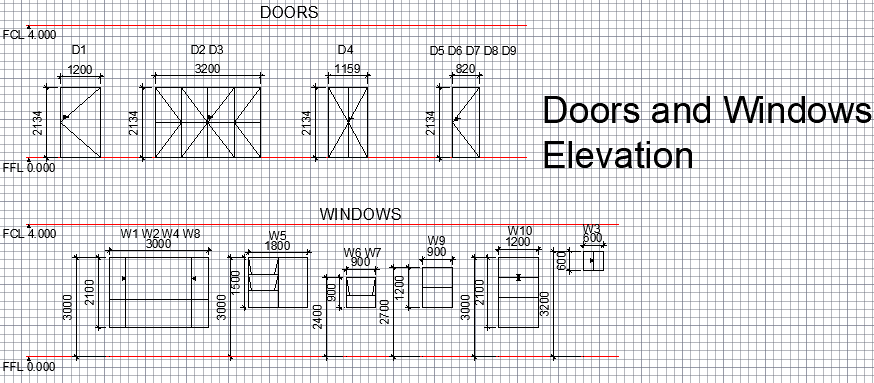 DOORS
FCL 4.000
D1
D2 D3
D4
D5 D6 D7 D8 D9
1200
3200
1159
820
2134
2134
2134
2134
Doors and Windows
Elevation
FFL 0.000
WINDOWS
FCL 4.000
W1 W2 W4 W8
W5
W6 W7
W9
W10
W3
3000
1800
900
900
1200
600
3000
2100
3000
1500
2400
900
2700
1200
3000
2100
3200
600
FFL 0.000